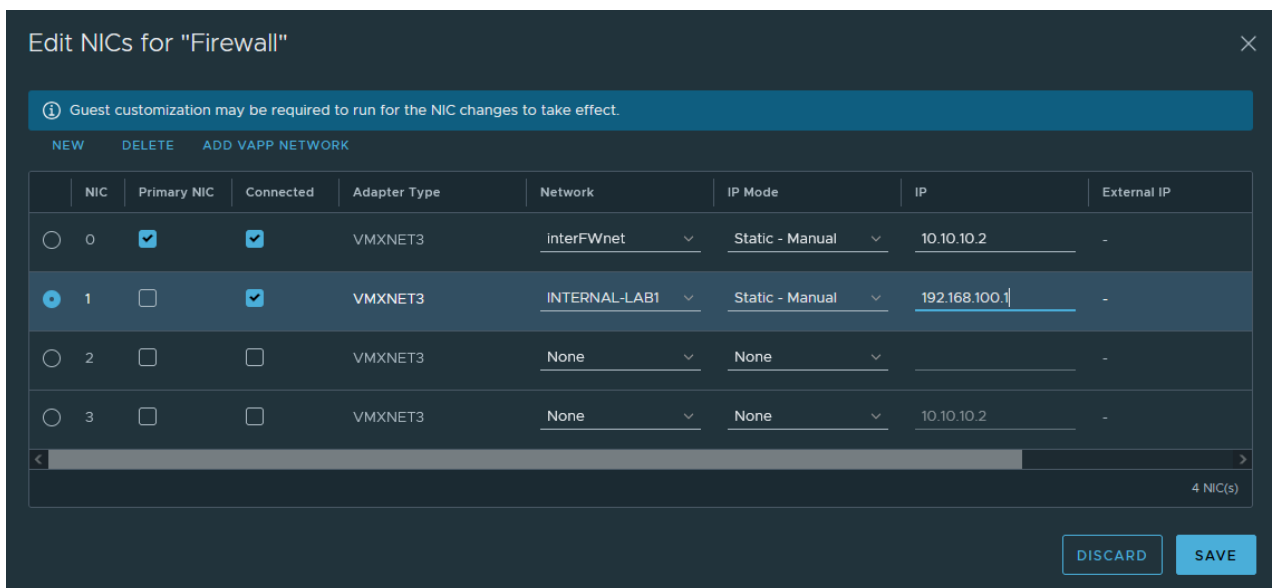 Edit NICs for "Firewall"
Guest customization may be required to run for the NIC changes to take effect.
NEW DELETE ADD VAPP NETWORK
NIC Primary NIC Connected Adapter Type Network IP Mode IP External IP
0 VMXNET3 interFWnet Static - Manual 10.10.10.2 -
1 VMXNET3 INTERNAL-LAB1 Static - Manual 192.168.100.1 -
2 VMXNET3 None None -
3 VMXNET3 None None 10.10.10.2 -
4 NIC(s)
DISCARD SAVE